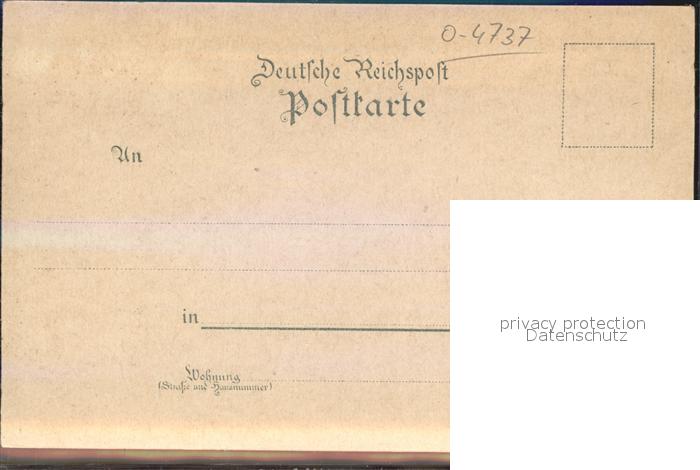 O-4737
Deutsche Reichspost
Postkarte
An
in
Wohnung
(Straße und Hausnummer)
privacy protection
Datenschutz